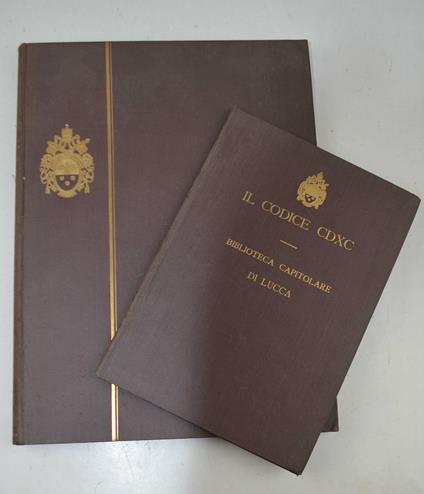 IL CODICE CDXC
BIBLIOTECA CAPITOLARE
DI LUCCA